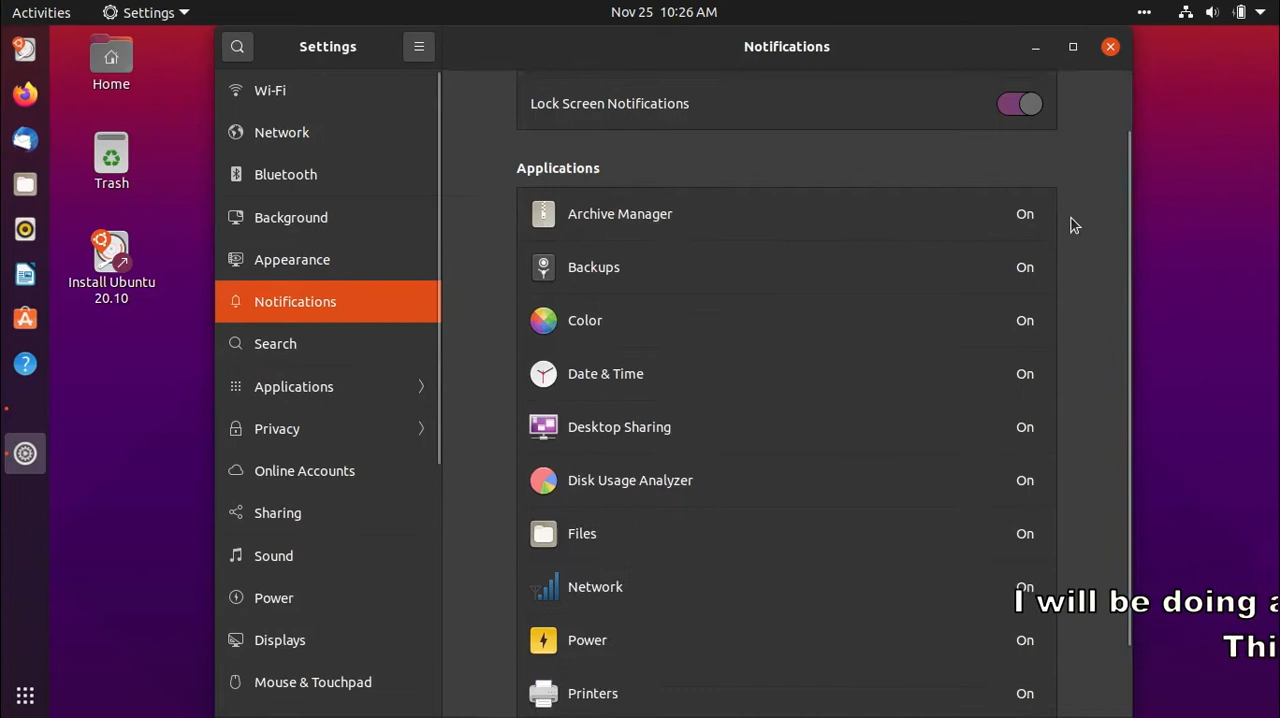 Activities
Settings
Nov 25 10:26 AM
Home
Trash
Install Ubuntu
20.10
Settings
Wi-Fi
Network
Bluetooth
Background
Appearance
Notifications
Search
Applications
Privacy
Online Accounts
Sharing
Sound
Power
Displays
Mouse & Touchpad
Notifications
Lock Screen Notifications
Applications
Archive Manager On
Backups On
Color On
Date & Time On
Desktop Sharing On
Disk Usage Analyzer On
Files On
Network On
Power On
Printers On
I will be doing a
Thi